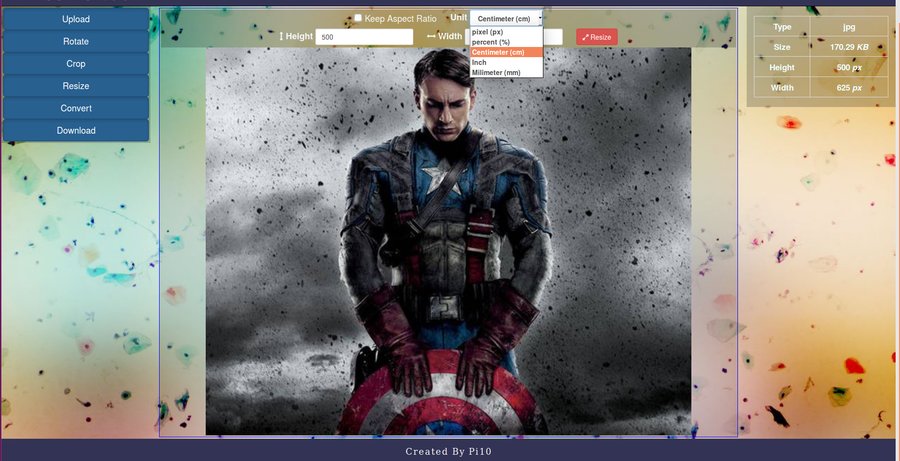 Upload
Rotate
Crop
Resize
Convert
Download
Keep Aspect Ratio Unit Centimeter (cm)
pixel (px)
percent (%)
Centimeter (cm)
Inch
Milimeter (mm)
Height 500 Width Resize
Type jpg
Size 170.29 KB
Height 500 px
Width 625 px
Created By Pi10